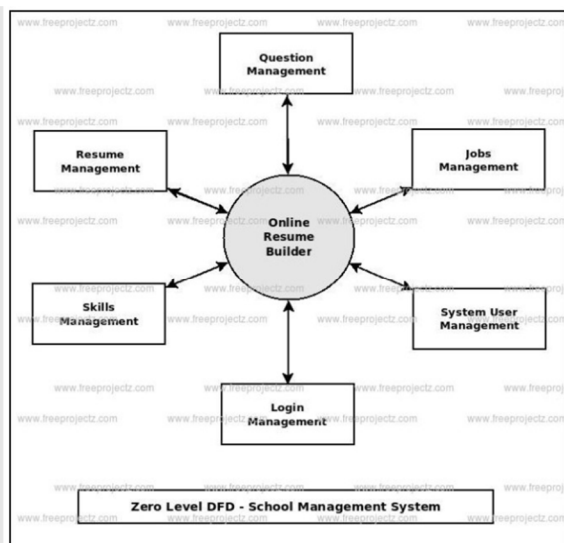 Question
Management
Resume
Management
Jobs
Management
Online
Resume
Builder
Skills
Management
System User
Management
Login
Management
Zero Level DFD - School Management System
www.freeprojectz.com